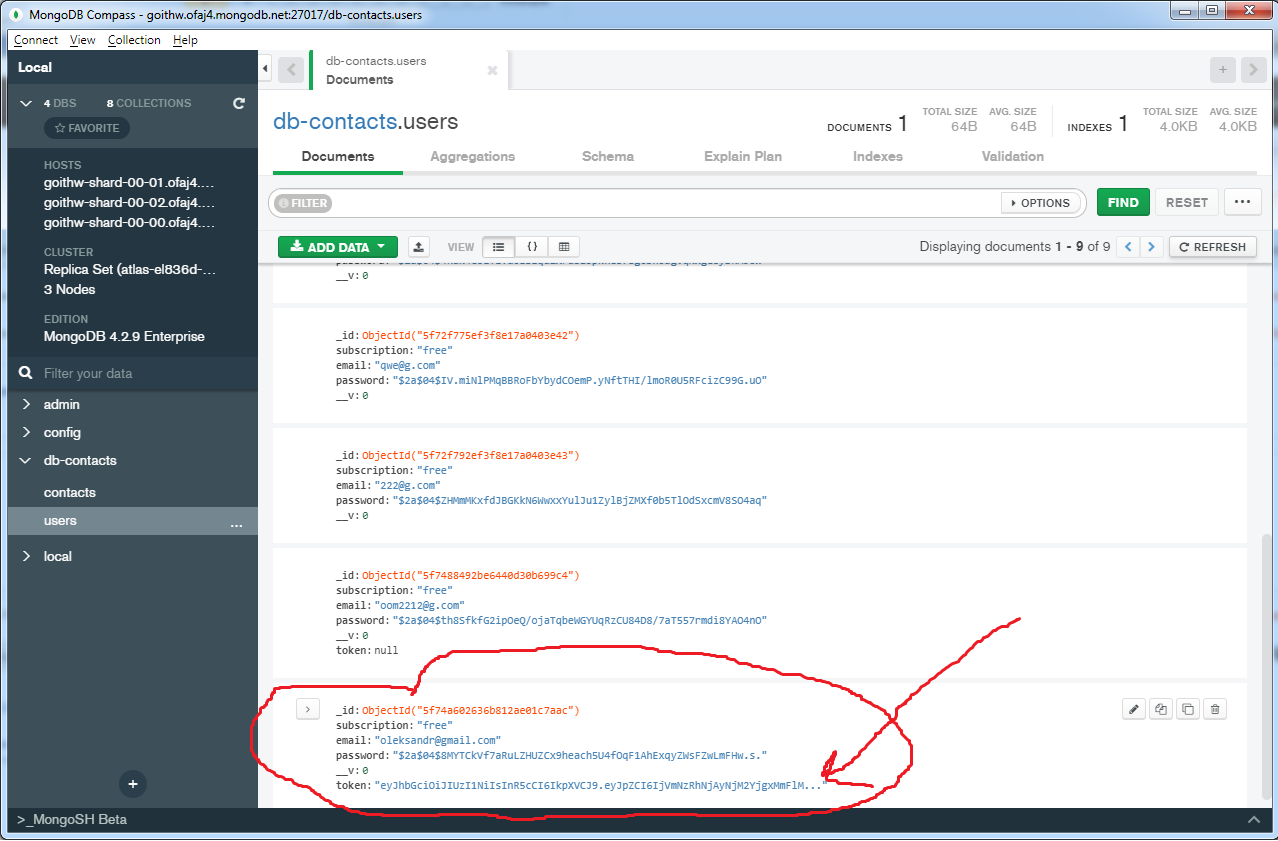 MongoDB Compass - goithw.ofaj4.mongodb.net:27017/db-contacts.users
Connect View Collection Help
Local
4 DBS 8 COLLECTIONS
FAVORITE
HOSTS
goithw-shard-00-01.ofaj4....
goithw-shard-00-02.ofaj4....
goithw-shard-00-00.ofaj4....
CLUSTER
Replica Set (atlas-el836d-...
3 Nodes
EDITION
MongoDB 4.2.9 Enterprise
Filter your data
admin
config
db-contacts
contacts
users ...
local
>_MongoSH Beta
db-contacts.users
Documents
db-contacts.users
DOCUMENTS 1 TOTAL SIZE 64B AVG. SIZE 64B INDEXES 1 TOTAL SIZE 4.0KB AVG. SIZE 4.0KB
Documents Aggregations Schema Explain Plan Indexes Validation
FILTER OPTIONS FIND RESET ...
ADD DATA VIEW {} Displaying documents 1 - 9 of 9 REFRESH
__v: 0
_id: ObjectId("5f72f775ef3f8e17a0403e42")
subscription: "free"
email: "qwe@g.com"
password: "$2a$04$IV.miNlPMqBBRoFbYbydCOemP.yNftTHI/lmoR0U5RFcizC99G.uO"
__v: 0
_id: ObjectId("5f72f792ef3f8e17a0403e43")
subscription: "free"
email: "222@g.com"
password: "$2a$04$ZHMmMKxfdJBGKkN6WwxxYulJu1ZylBjZMXf0b5TlOdSxcmV8SO4aq"
__v: 0
_id: ObjectId("5f7488492be6440d30b699c4")
subscription: "free"
email: "oom2212@g.com"
password: "$2a$04$th8SfkfG2ipOeQ/ojaTqbeWGYUqRzCU84D8/7aT557rmdi8YAO4nO"
__v: 0
token: null
_id: ObjectId("5f74a602636b812ae01c7aac")
subscription: "free"
email: "oleksandr@gmail.com"
password: "$2a$04$8MYTCkVf7aRuLZHUZCx9heach5U4fOqF1AhExqyZWsFZwLmFHw.s."
__v: 0
token: "eyJhbGciOiJIUzI1NiIsInR5cCI6IkpXVCJ9.eyJpZCI6IjVmNzRhNjAyNjM2YjgxMmFlM..."